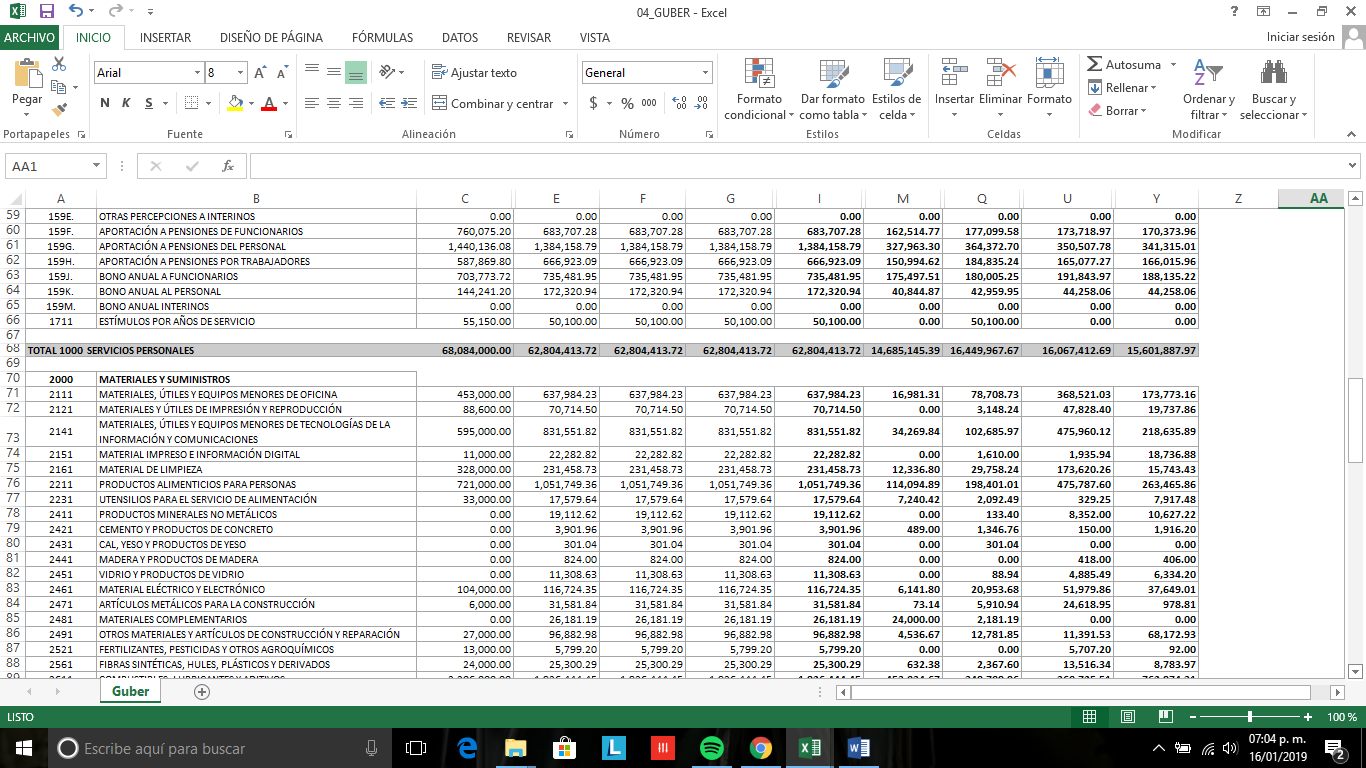 04_GUBER - Excel
ARCHIVO INICIO INSERTAR DISEÑO DE PÁGINA FÓRMULAS DATOS REVISAR VISTA Iniciar sesión
Arial 8 Ajustar texto General Autosuma
Pegar N K S Combinar y centrar $ % 000 Formato condicional Dar formato como tabla Estilos de celda Insertar Eliminar Formato Rellenar Borrar Ordenar y filtrar Buscar y seleccionar
Portapapeles Fuente Alineación Número Estilos Celdas Modificar
AA1 fx
A B C E F G I M Q U Y Z AA
59 159E. OTRAS PERCEPCIONES A INTERINOS 0.00 0.00 0.00 0.00 0.00 0.00 0.00 0.00 0.00
60 159F. APORTACIÓN A PENSIONES DE FUNCIONARIOS 760,075.20 683,707.28 683,707.28 683,707.28 683,707.28 162,514.77 177,099.58 173,718.97 170,373.96
61 159G. APORTACIÓN A PENSIONES DEL PERSONAL 1,440,136.08 1,384,158.79 1,384,158.79 1,384,158.79 1,384,158.79 327,963.30 364,372.70 350,507.78 341,315.01
62 159H. APORTACIÓN A PENSIONES POR TRABAJADORES 587,869.80 666,923.09 666,923.09 666,923.09 666,923.09 150,994.62 184,835.24 165,077.27 166,015.96
63 159J. BONO ANUAL A FUNCIONARIOS 703,773.72 735,481.95 735,481.95 735,481.95 735,481.95 175,497.51 180,005.25 191,843.97 188,135.22
64 159K. BONO ANUAL AL PERSONAL 144,241.20 172,320.94 172,320.94 172,320.94 172,320.94 40,844.87 42,959.95 44,258.06 44,258.06
65 159M. BONO ANUAL INTERINOS 0.00 0.00 0.00 0.00 0.00 0.00 0.00 0.00 0.00
66 1711 ESTÍMULOS POR AÑOS DE SERVICIO 55,150.00 50,100.00 50,100.00 50,100.00 50,100.00 0.00 50,100.00 0.00 0.00
67
68 TOTAL 1000 SERVICIOS PERSONALES 68,084,000.00 62,804,413.72 62,804,413.72 62,804,413.72 62,804,413.72 14,685,145.39 16,449,967.67 16,067,412.69 15,601,887.97
69
70 2000 MATERIALES Y SUMINISTROS
71 2111 MATERIALES, ÚTILES Y EQUIPOS MENORES DE OFICINA 453,000.00 637,984.23 637,984.23 637,984.23 637,984.23 16,981.31 78,708.73 368,521.03 173,773.16
72 2121 MATERIALES Y ÚTILES DE IMPRESIÓN Y REPRODUCCIÓN 88,600.00 70,714.50 70,714.50 70,714.50 70,714.50 0.00 3,148.24 47,828.40 19,737.86
73 2141 MATERIALES, ÚTILES Y EQUIPOS MENORES DE TECNOLOGÍAS DE LA
INFORMACIÓN Y COMUNICACIONES 595,000.00 831,551.82 831,551.82 831,551.82 831,551.82 34,269.84 102,685.97 475,960.12 218,635.89
74 2151 MATERIAL IMPRESO E INFORMACIÓN DIGITAL 11,000.00 22,282.82 22,282.82 22,282.82 22,282.82 0.00 1,610.00 1,935.94 18,736.88
75 2161 MATERIAL DE LIMPIEZA 328,000.00 231,458.73 231,458.73 231,458.73 231,458.73 12,336.80 29,758.24 173,620.26 15,743.43
76 2211 PRODUCTOS ALIMENTICIOS PARA PERSONAS 721,000.00 1,051,749.36 1,051,749.36 1,051,749.36 1,051,749.36 114,094.89 198,401.01 475,787.60 263,465.86
77 2231 UTENSILIOS PARA EL SERVICIO DE ALIMENTACIÓN 33,000.00 17,579.64 17,579.64 17,579.64 17,579.64 7,240.42 2,092.49 329.25 7,917.48
78 2411 PRODUCTOS MINERALES NO METÁLICOS 0.00 19,112.62 19,112.62 19,112.62 19,112.62 0.00 133.40 8,352.00 10,627.22
79 2421 CEMENTO Y PRODUCTOS DE CONCRETO 0.00 3,901.96 3,901.96 3,901.96 3,901.96 489.00 1,346.76 150.00 1,916.20
80 2431 CAL, YESO Y PRODUCTOS DE YESO 0.00 301.04 301.04 301.04 301.04 0.00 301.04 0.00 0.00
81 2441 MADERA Y PRODUCTOS DE MADERA 0.00 824.00 824.00 824.00 824.00 0.00 0.00 418.00 406.00
82 2451 VIDRIO Y PRODUCTOS DE VIDRIO 0.00 11,308.63 11,308.63 11,308.63 11,308.63 0.00 88.94 4,885.49 6,334.20
83 2461 MATERIAL ELÉCTRICO Y ELECTRÓNICO 104,000.00 116,724.35 116,724.35 116,724.35 116,724.35 6,141.80 20,953.68 51,979.86 37,649.01
84 2471 ARTÍCULOS METÁLICOS PARA LA CONSTRUCCIÓN 6,000.00 31,581.84 31,581.84 31,581.84 31,581.84 73.14 5,910.94 24,618.95 978.81
85 2481 MATERIALES COMPLEMENTARIOS 0.00 26,181.19 26,181.19 26,181.19 26,181.19 24,000.00 2,181.19 0.00 0.00
86 2491 OTROS MATERIALES Y ARTÍCULOS DE CONSTRUCCIÓN Y REPARACIÓN 27,000.00 96,882.98 96,882.98 96,882.98 96,882.98 4,536.67 12,781.85 11,391.53 68,172.93
87 2521 FERTILIZANTES, PESTICIDAS Y OTROS AGROQUÍMICOS 13,000.00 5,799.20 5,799.20 5,799.20 5,799.20 0.00 0.00 5,707.20 92.00
88 2561 FIBRAS SINTÉTICAS, HULES, PLÁSTICOS Y DERIVADOS 24,000.00 25,300.29 25,300.29 25,300.29 25,300.29 632.38 2,367.60 13,516.34 8,783.97
Guber
LISTO 100 %
Escribe aquí para buscar
07:04 p. m.
16/01/2019
2